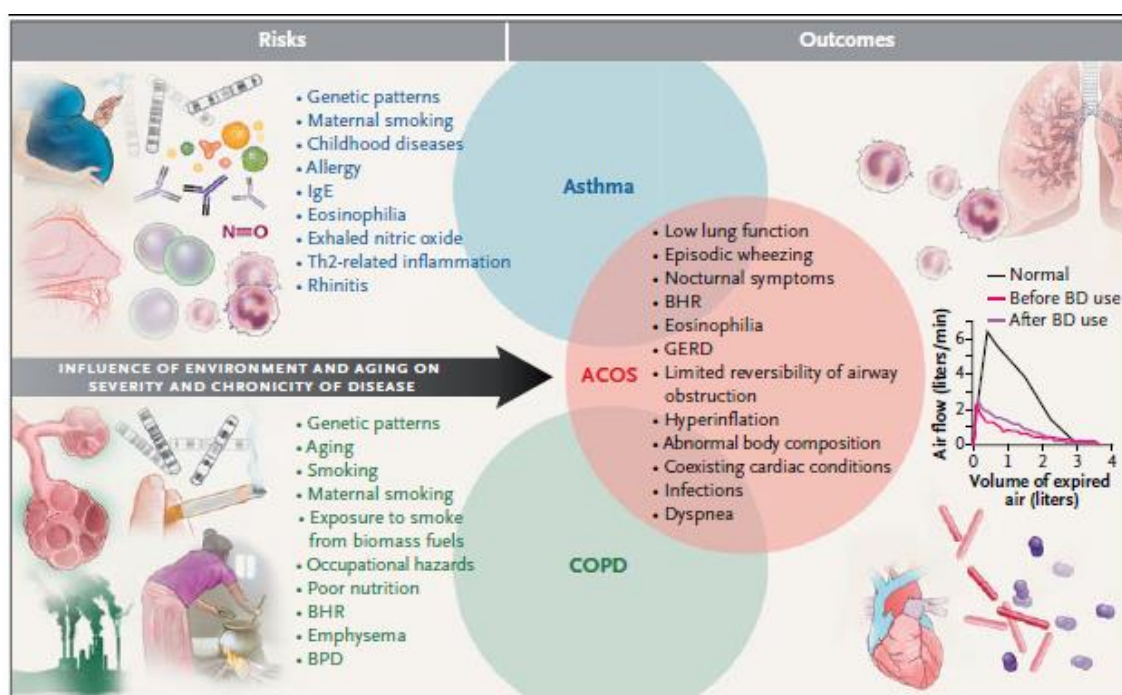 Risks
Outcomes
• Genetic patterns
• Maternal smoking
• Childhood diseases
• Allergy
• IgE
• Eosinophilia
• Exhaled nitric oxide
• Th2-related inflammation
• Rhinitis
N=O
Asthma
INFLUENCE OF ENVIRONMENT AND AGING ON
SEVERITY AND CHRONICITY OF DISEASE
ACOS
• Low lung function
• Episodic wheezing
• Nocturnal symptoms
• BHR
• Eosinophilia
• GERD
• Limited reversibility of airway
obstruction
• Hyperinflation
• Abnormal body composition
• Coexisting cardiac conditions
• Infections
• Dyspnea
• Genetic patterns
• Aging
• Smoking
• Maternal smoking
• Exposure to smoke
from biomass fuels
• Occupational hazards
• Poor nutrition
• BHR
• Emphysema
• BPD
COPD
Normal
Before BD use
After BD use
Air flow (liters/min)
6
4
2
0
0 1 2 3 4
Volume of expired
air (liters)